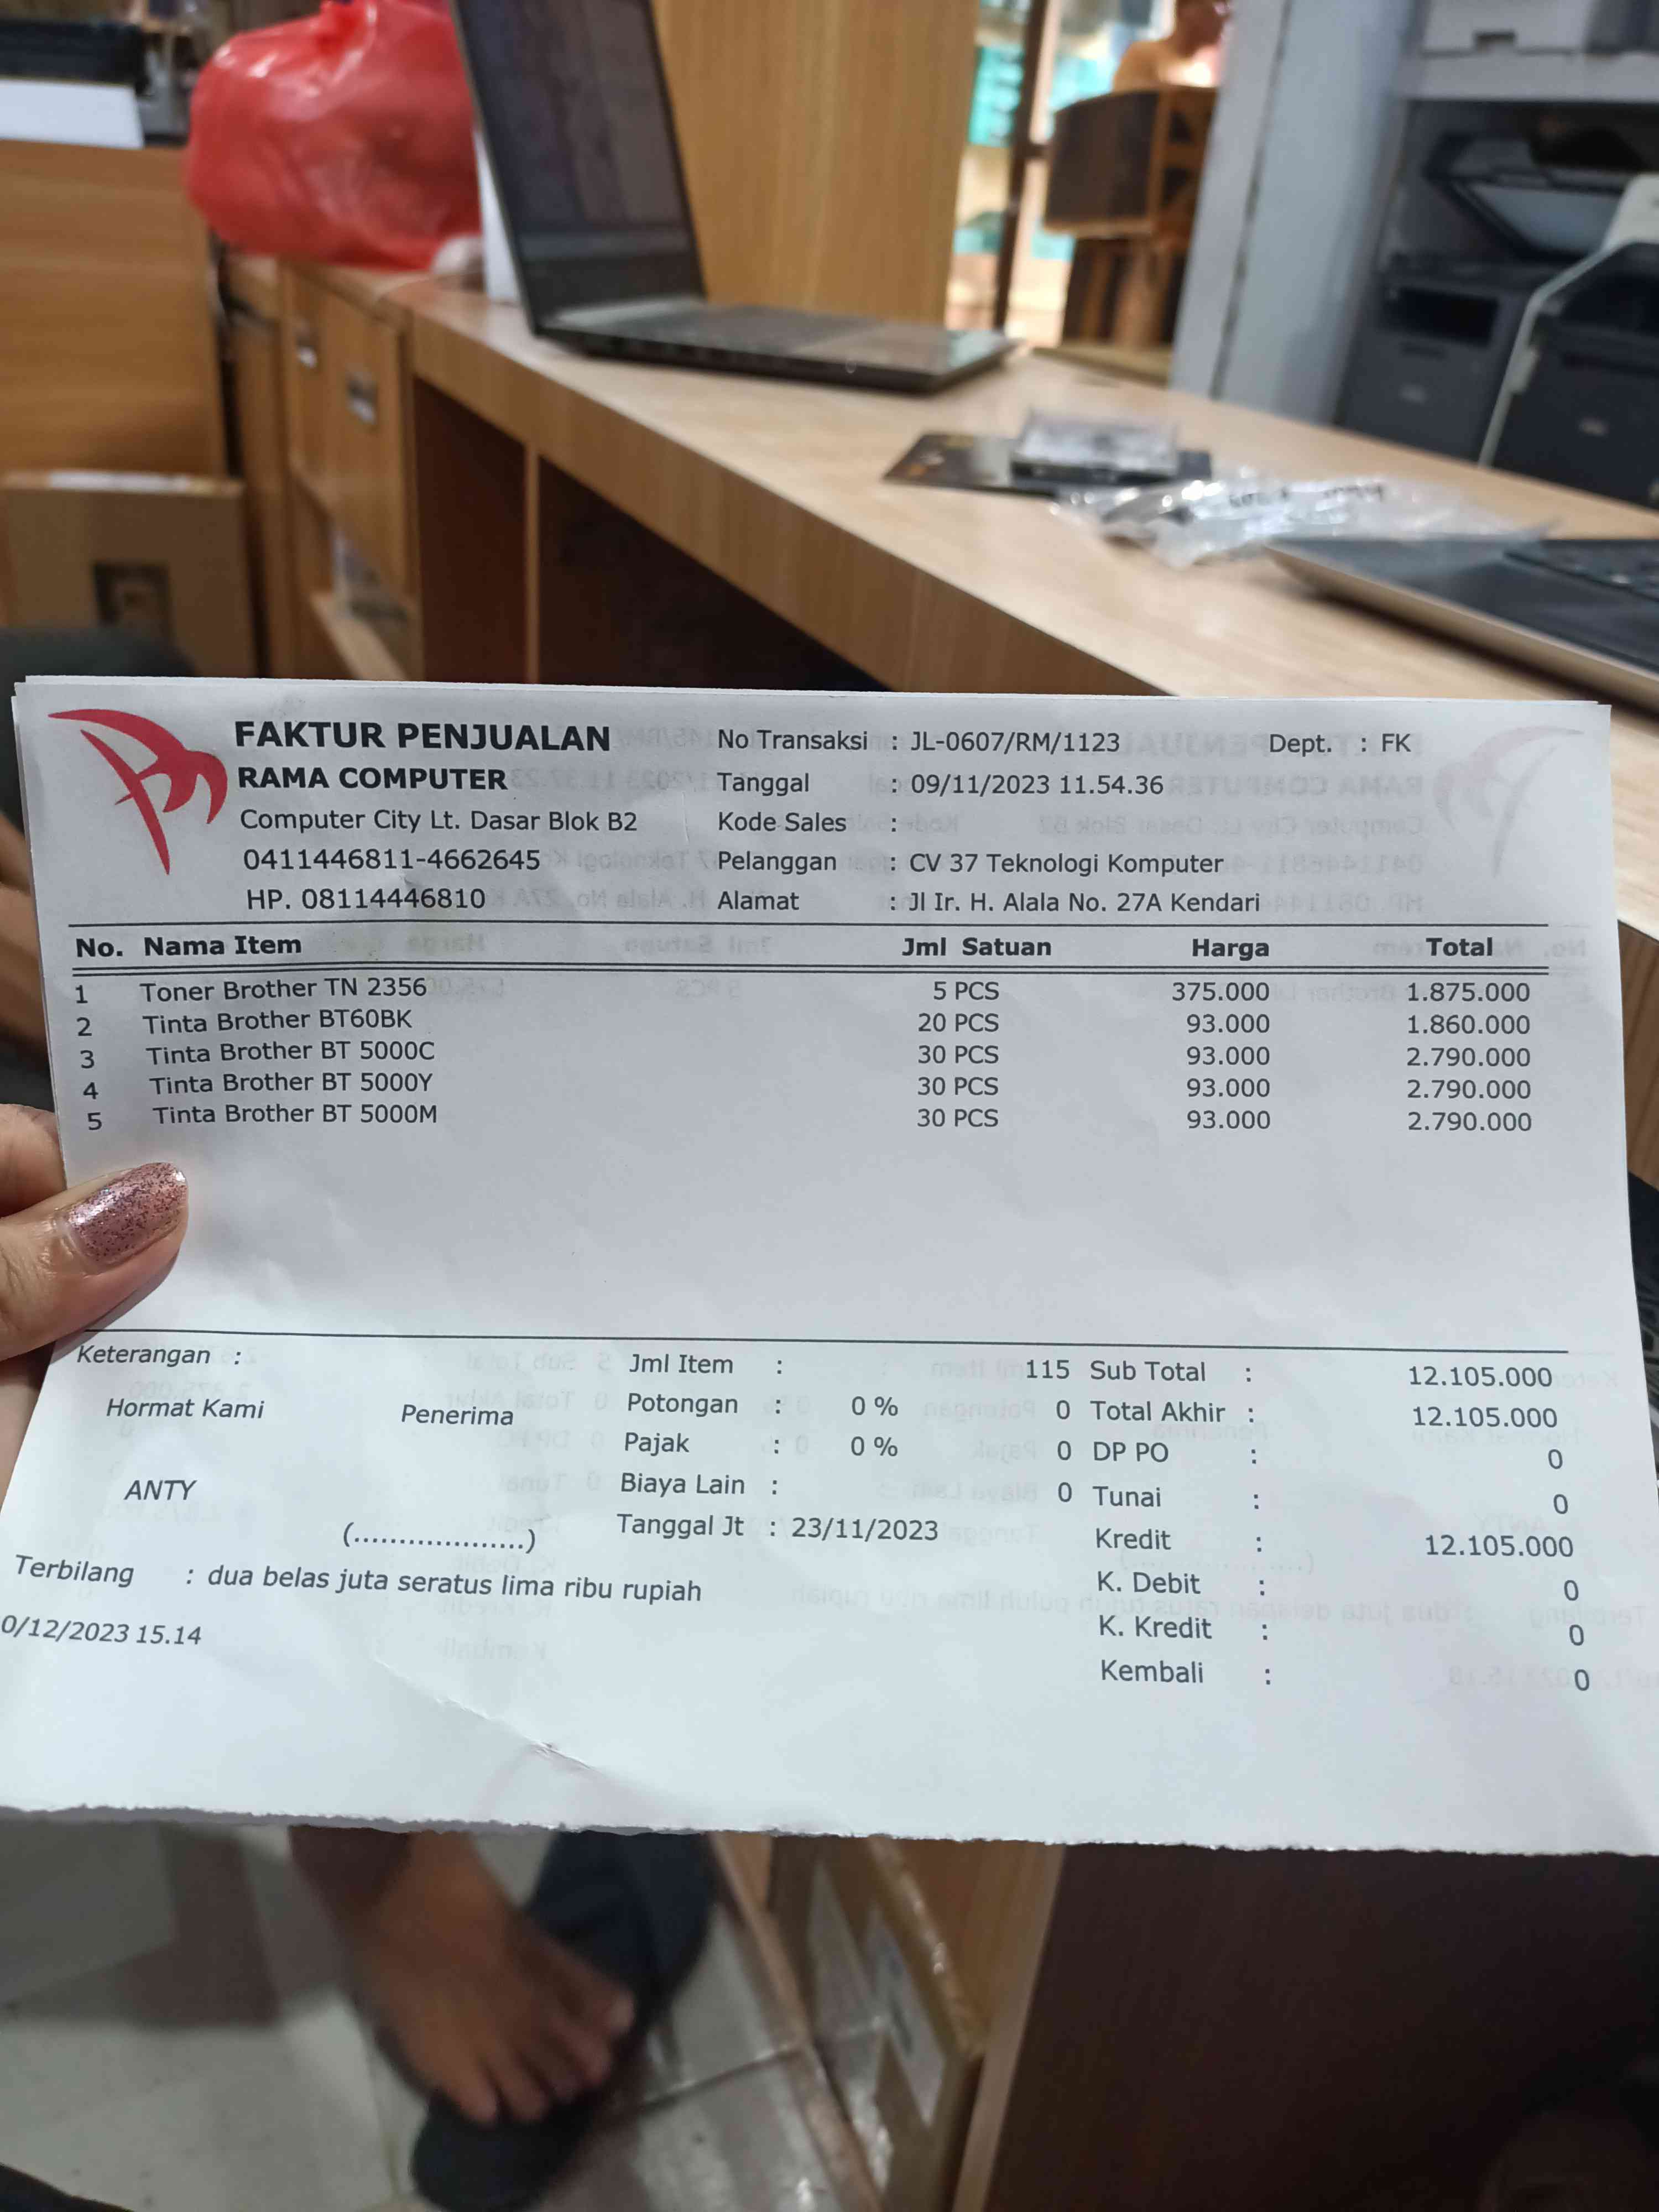 FAKTUR PENJUALAN
RAMA COMPUTER
Computer City Lt. Dasar Blok B2
0411446811-4662645
HP. 08114446810
No Transaksi : JL-0607/RM/1123
Dept. : FK
Tanggal : 09/11/2023 11.54.36
Kode Sales :
Pelanggan : CV 37 Teknologi Komputer
Alamat : Jl Ir. H. Alala No. 27A Kendari
No. Nama Item Jml Satuan Harga Total
1 Toner Brother TN 2356 5 PCS 375.000 1.875.000
2 Tinta Brother BT60BK 20 PCS 93.000 1.860.000
3 Tinta Brother BT 5000C 30 PCS 93.000 2.790.000
4 Tinta Brother BT 5000Y 30 PCS 93.000 2.790.000
5 Tinta Brother BT 5000M 30 PCS 93.000 2.790.000
Keterangan :
Hormat Kami Penerima
ANTY
(....................)
Jml Item : 115
Potongan : 0 % 0
Pajak : 0 % 0
Biaya Lain : 0
Tanggal Jt : 23/11/2023
Sub Total : 12.105.000
Total Akhir : 12.105.000
DP PO : 0
Tunai : 0
Kredit : 12.105.000
K. Debit : 0
K. Kredit : 0
Kembali : 0
Terbilang : dua belas juta seratus lima ribu rupiah
0/12/2023 15.14